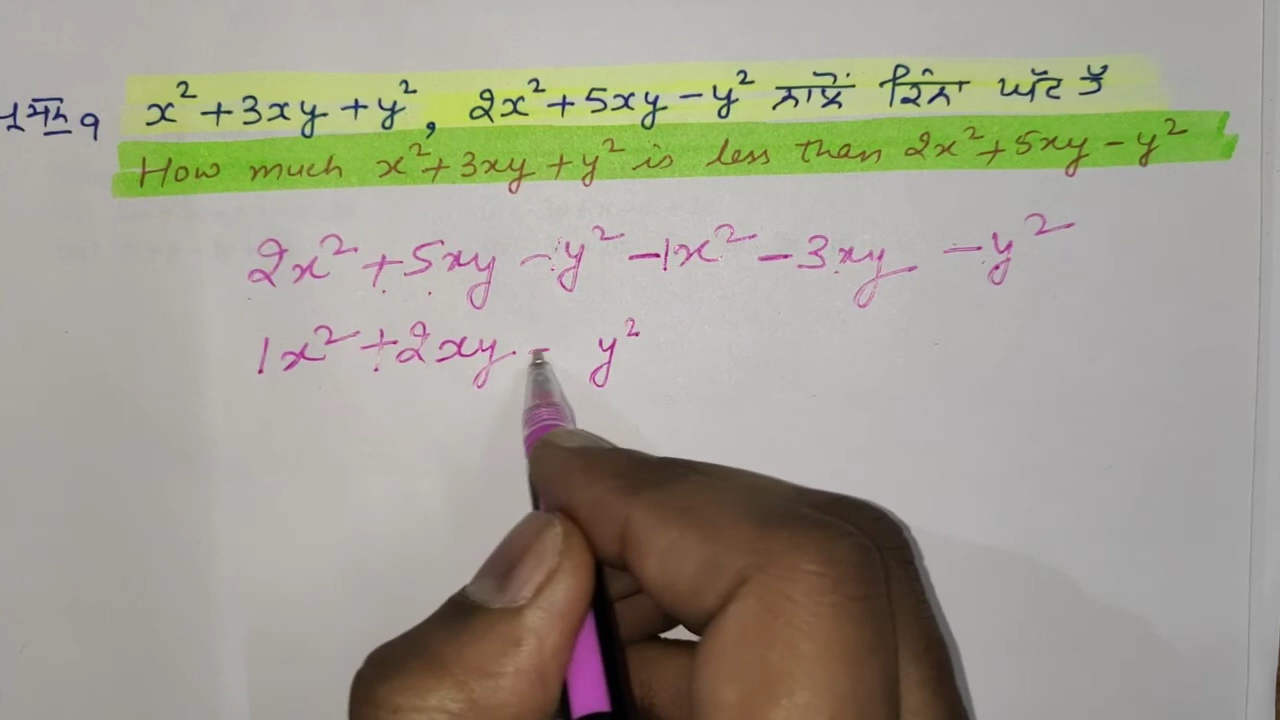 ਪ੍ਰਸ਼ਨ 9 x² + 3xy + y², 2x² + 5xy − y² ਨਾਲੋਂ ਕਿੰਨਾ ਘੱਟ ਹੈ
How much x² + 3xy + y² is less than 2x² + 5xy − y²
2x² + 5xy − y² − 1x² − 3xy − y²
1x² + 2xy − y²